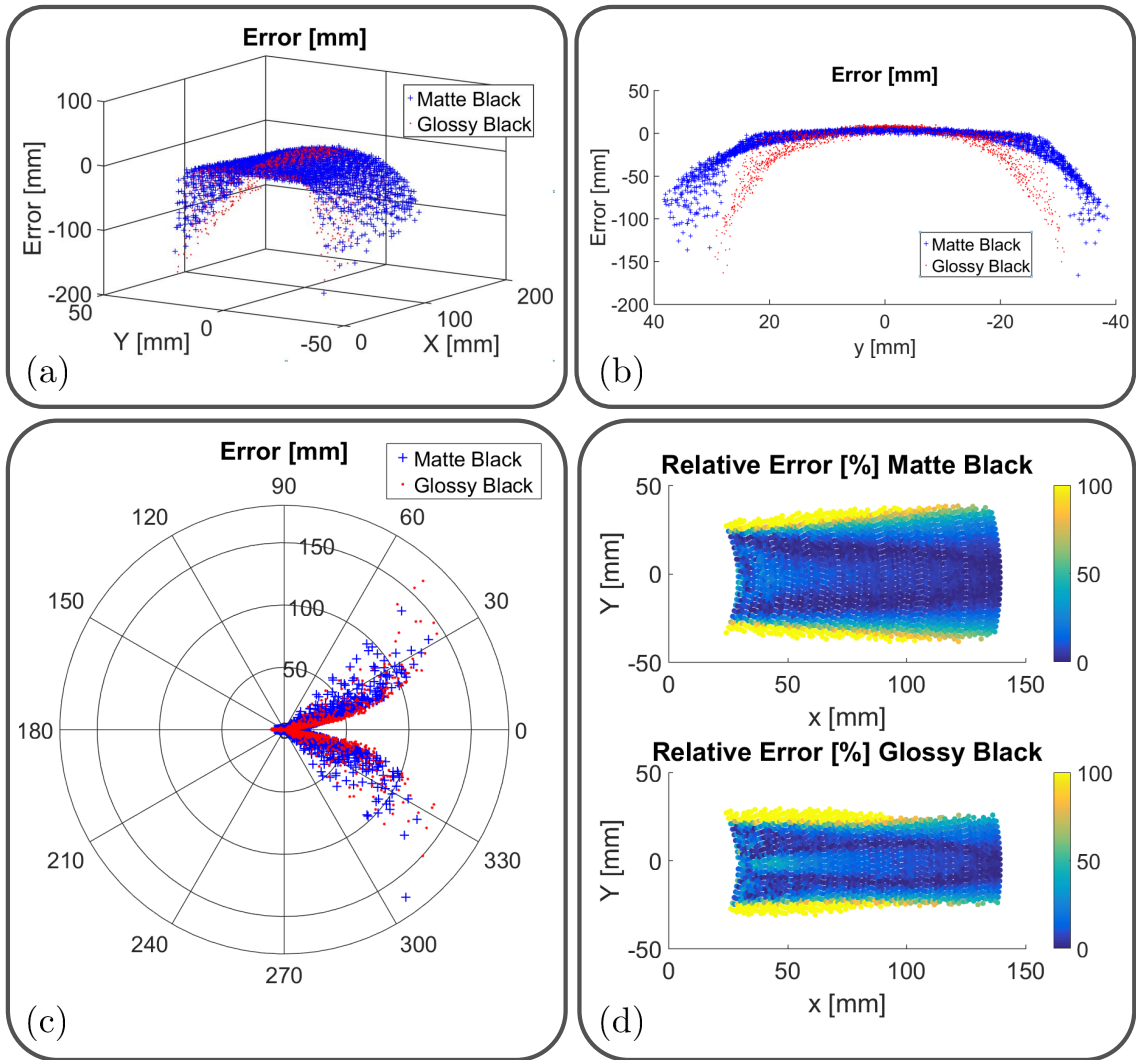 Error [mm]
100
0
-100
-200
Error [mm]
50
0
-50
Y [mm]
0
100
200
X [mm]
+ Matte Black
Glossy Black
(a)
Error [mm]
50
0
-50
-100
-150
-200
Error [mm]
40
20
0
-20
-40
y [mm]
+ Matte Black
Glossy Black
(b)
Error [mm]
+ Matte Black
Glossy Black
90
120
60
150
30
180
0
210
330
240
300
270
150
100
50
(c)
Relative Error [%] Matte Black
50
0
-50
Y [mm]
0
50
100
150
x [mm]
100
50
0
Relative Error [%] Glossy Black
50
0
-50
Y [mm]
0
50
100
150
x [mm]
100
50
0
(d)